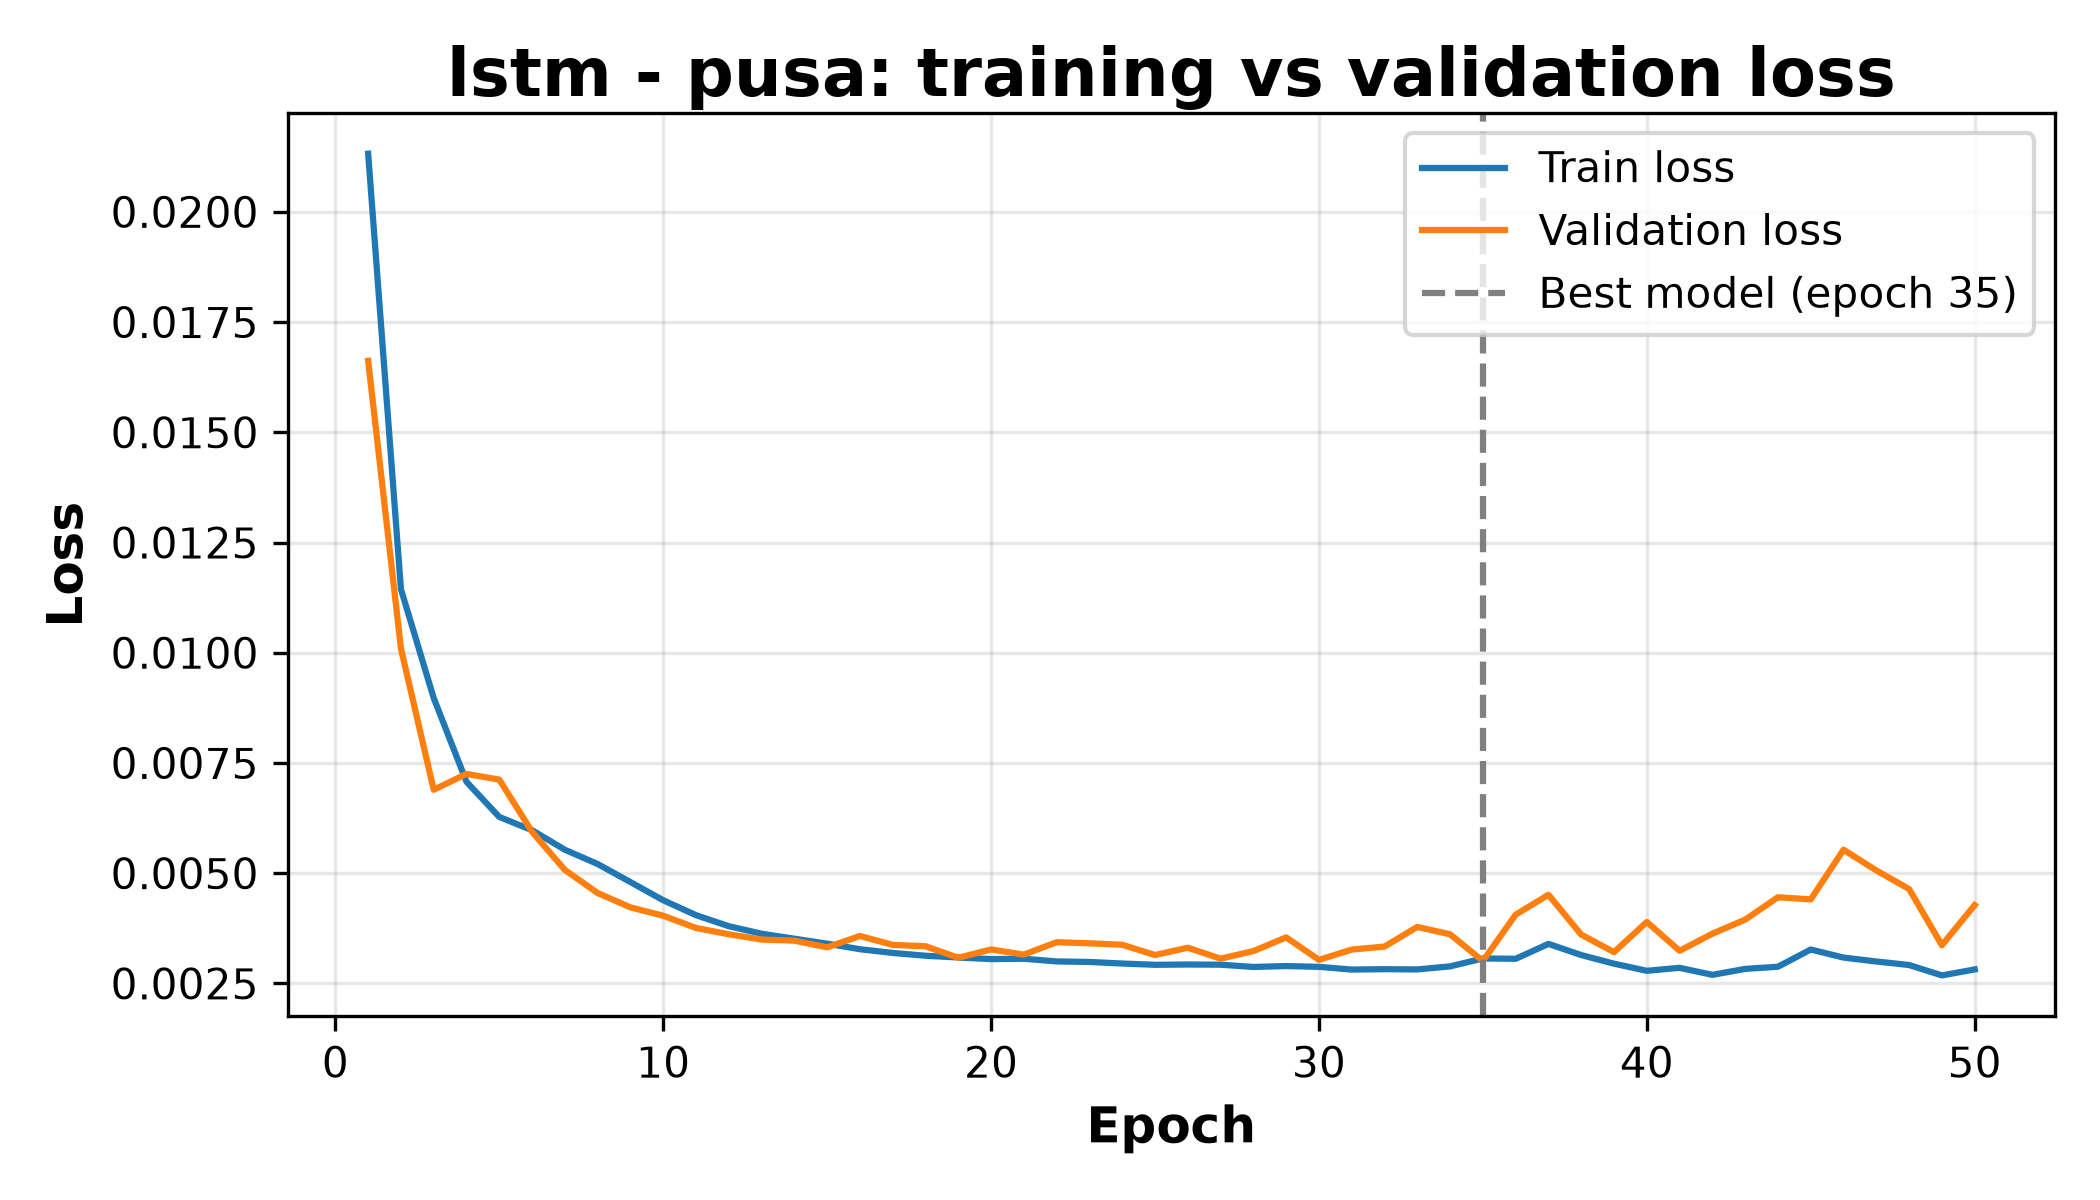 lstm - pusa: training vs validation loss
Train loss
Validation loss
Best model (epoch 35)
Loss
0.0200
0.0175
0.0150
0.0125
0.0100
0.0075
0.0050
0.0025
0 10 20 30 40 50
Epoch